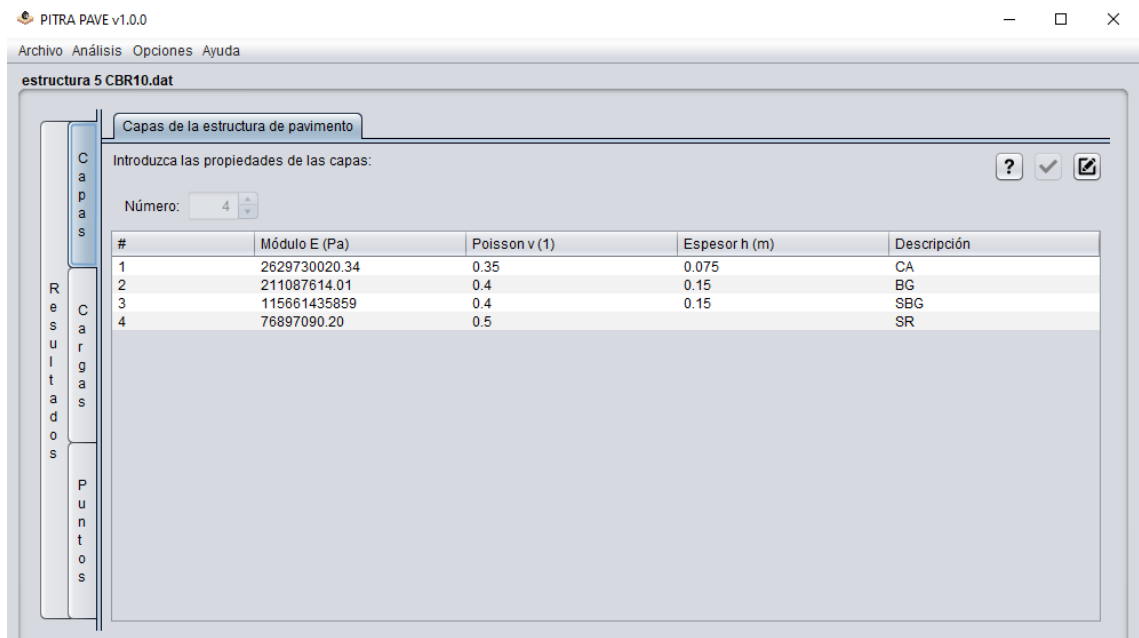 PITRA PAVE v1.0.0
Archivo Análisis Opciones Ayuda
estructura 5 CBR10.dat
Resultados
Capas
Cargas
Puntos
Capas de la estructura de pavimento
Introduzca las propiedades de las capas:
?
Número: 4
# Módulo E (Pa) Poisson v (1) Espesor h (m) Descripción
1 2629730020.34 0.35 0.075 CA
2 211087614.01 0.4 0.15 BG
3 115661435859 0.4 0.15 SBG
4 76897090.20 0.5 SR